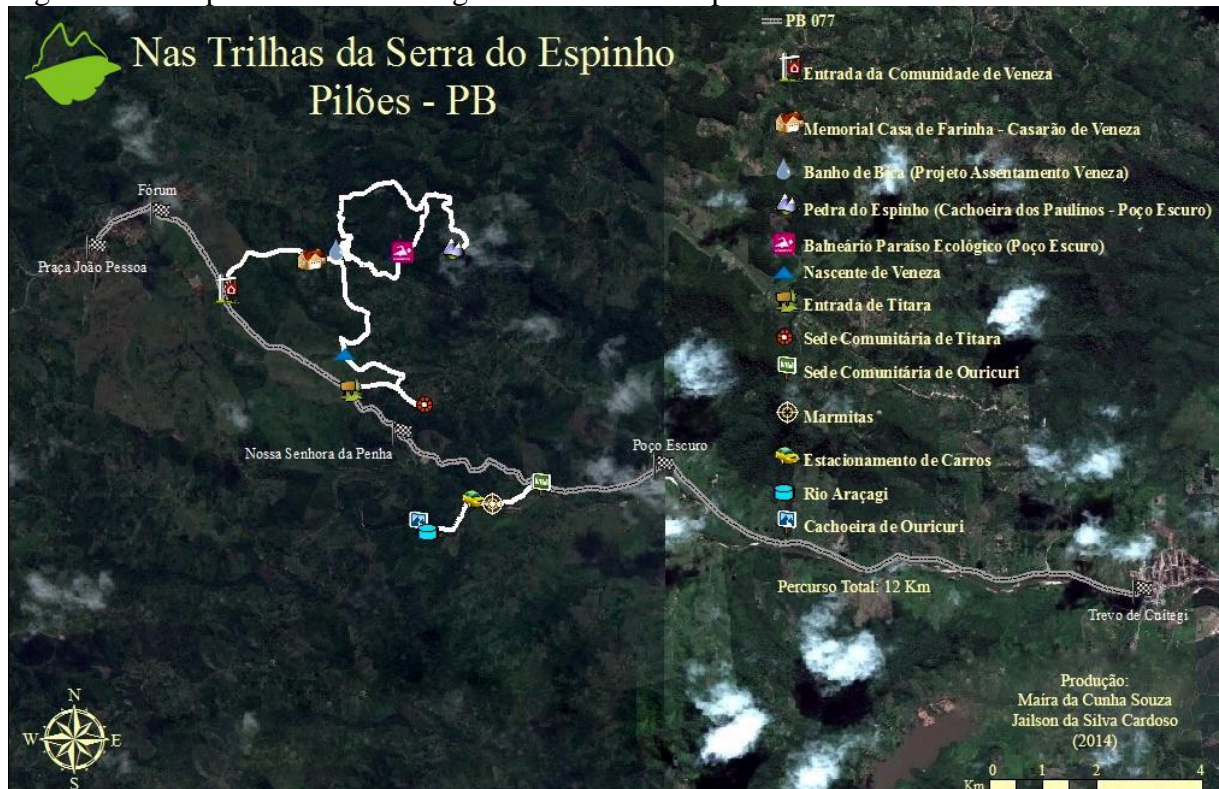 Nas Trilhas da Serra do Espinho
Pilões - PB
PB 077
Entrada da Comunidade de Veneza
Memorial Casa de Farinha - Casarão de Veneza
Banho de Bica (Projeto Assentamento Veneza)
Pedra do Espinho (Cachoeira dos Paulinos - Poço Escuro)
Balneário Paraíso Ecológico (Poço Escuro)
Nascente de Veneza
Entrada de Titara
Sede Comunitária de Titara
Sede Comunitária de Ouricuri
Marmitas
Estacionamento de Carros
Rio Araçagi
Cachoeira de Ouricuri
Percurso Total: 12 Km
Fórum
Praça João Pessoa
Nossa Senhora da Penha
Poço Escuro
Trevo de Cuítegi
Produção:
Maíra da Cunha Souza
Jailson da Silva Cardoso
(2014)
N
W E
S
0 1 2 4
Km